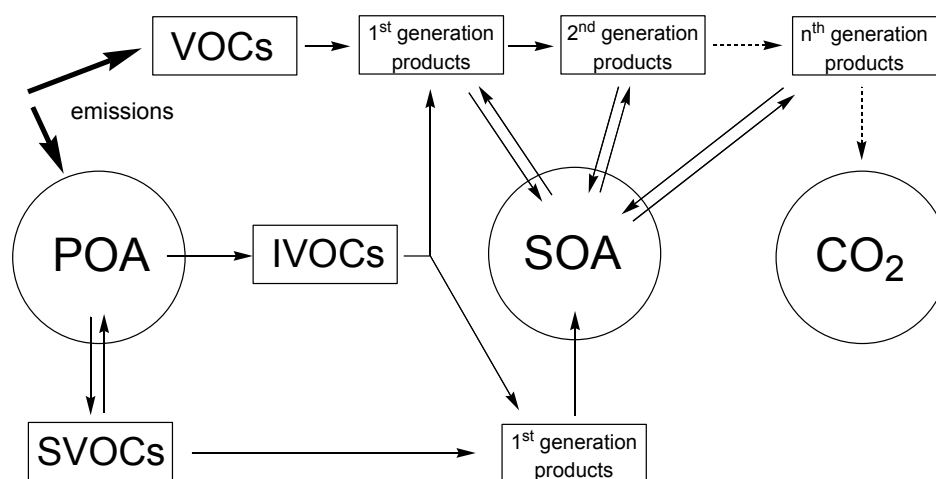 VOCs
1st generation
products
2nd generation
products
nth generation
products
emissions
POA
IVOCs
SOA
CO2
SVOCs
1st generation
products